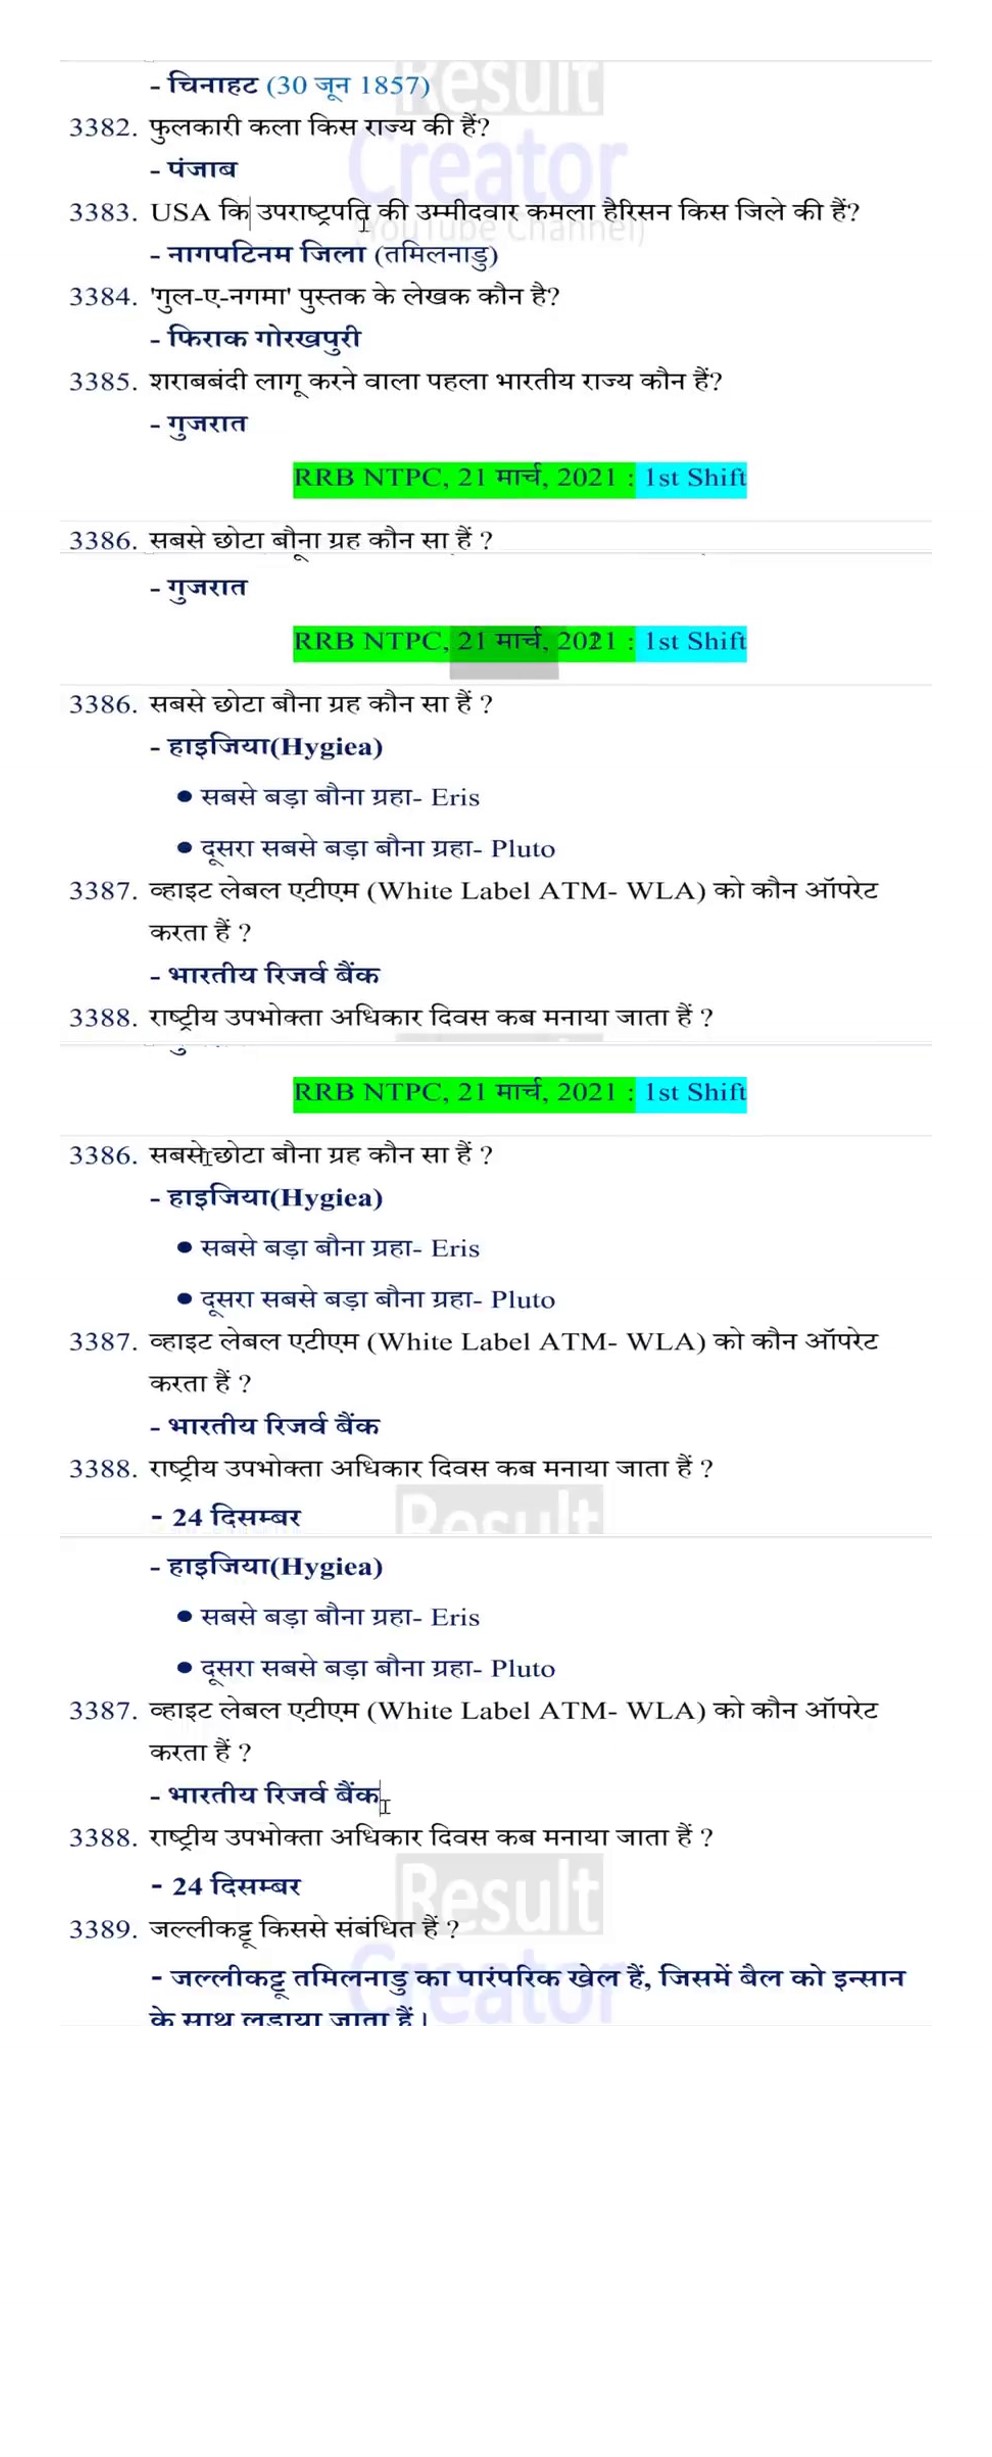 Result
- चिनाहट (30 जून 1857)
3382. फुलकारी कला किस राज्य की हैं?
Creator
- पंजाब
3383. USA कि उपराष्ट्रपति की उम्मीदवार कमला हैरिसन किस जिले की हैं?
(YouTube Channel)
- नागपटिनम जिला (तमिलनाडु)
3384. 'गुल-ए-नगमा' पुस्तक के लेखक कौन है?
- फिराक गोरखपुरी
3385. शराबबंदी लागू करने वाला पहला भारतीय राज्य कौन हैं?
- गुजरात
RRB NTPC, 21 मार्च, 2021 : 1st Shift
3386. सबसे छोटा बौना ग्रह कौन सा हैं ?
- गुजरात
RRB NTPC, 21 मार्च, 2021 : 1st Shift
3386. सबसे छोटा बौना ग्रह कौन सा हैं ?
- हाइजिया(Hygiea)
● सबसे बड़ा बौना ग्रहा- Eris
● दूसरा सबसे बड़ा बौना ग्रहा- Pluto
3387. व्हाइट लेबल एटीएम (White Label ATM- WLA) को कौन ऑपरेट
करता हैं ?
- भारतीय रिजर्व बैंक
3388. राष्ट्रीय उपभोक्ता अधिकार दिवस कब मनाया जाता हैं ?
RRB NTPC, 21 मार्च, 2021 : 1st Shift
3386. सबसे छोटा बौना ग्रह कौन सा हैं ?
- हाइजिया(Hygiea)
● सबसे बड़ा बौना ग्रहा- Eris
● दूसरा सबसे बड़ा बौना ग्रहा- Pluto
3387. व्हाइट लेबल एटीएम (White Label ATM- WLA) को कौन ऑपरेट
करता हैं ?
- भारतीय रिजर्व बैंक
3388. राष्ट्रीय उपभोक्ता अधिकार दिवस कब मनाया जाता हैं ?
- 24 दिसम्बर
Result
- हाइजिया(Hygiea)
● सबसे बड़ा बौना ग्रहा- Eris
● दूसरा सबसे बड़ा बौना ग्रहा- Pluto
3387. व्हाइट लेबल एटीएम (White Label ATM- WLA) को कौन ऑपरेट
करता हैं ?
- भारतीय रिजर्व बैंक
3388. राष्ट्रीय उपभोक्ता अधिकार दिवस कब मनाया जाता हैं ?
- 24 दिसम्बर
Result
3389. जल्लीकट्टू किससे संबंधित हैं ?
Creator
- जल्लीकट्टू तमिलनाडु का पारंपरिक खेल हैं, जिसमें बैल को इन्सान
के साथ लड़ाया जाता हैं।